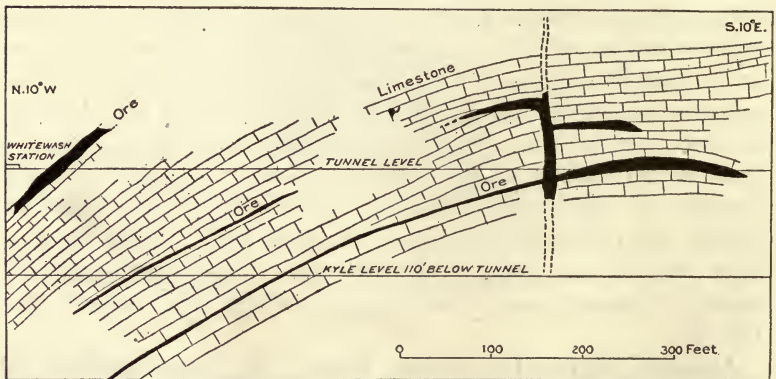 S.10°E.
N.10°W
Limestone
Ore
WHITEWASH
STATION
TUNNEL LEVEL
Ore
Ore
KYLE LEVEL 110' BELOW TUNNEL
0 100 200 300 Feet.